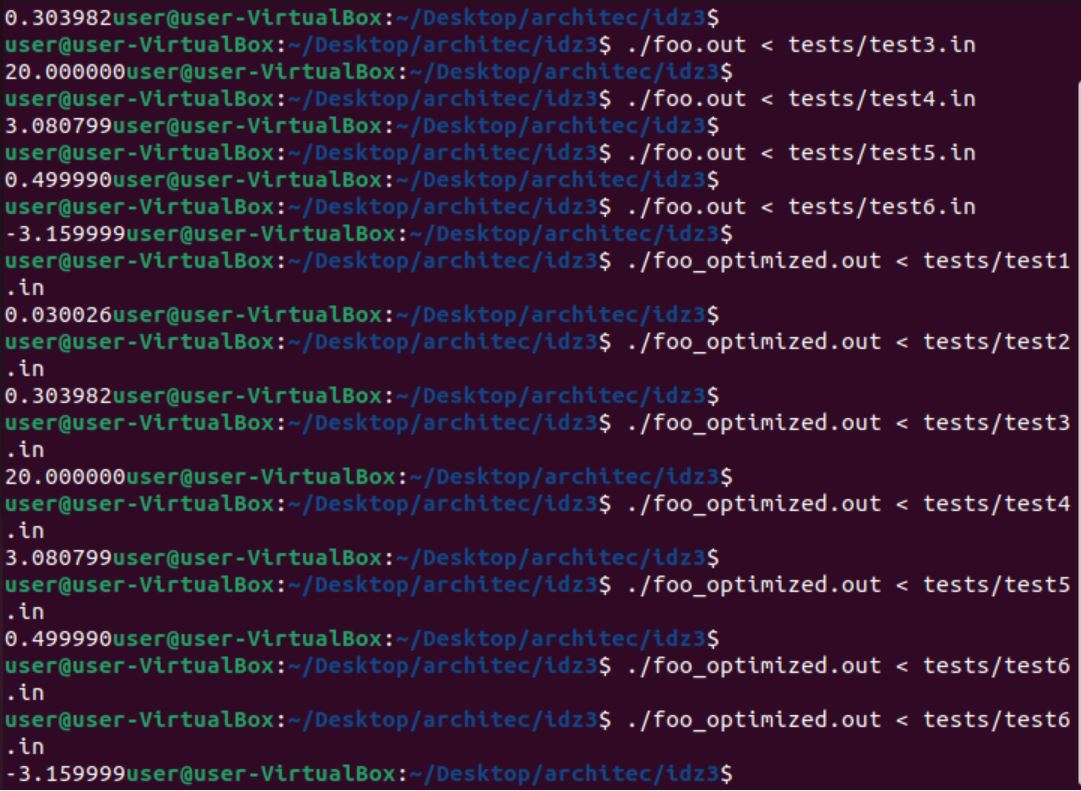 0.303982user@user-VirtualBox:~/Desktop/architec/idz3$
user@user-VirtualBox:~/Desktop/architec/idz3$ ./foo.out < tests/test3.in
20.000000user@user-VirtualBox:~/Desktop/architec/idz3$
user@user-VirtualBox:~/Desktop/architec/idz3$ ./foo.out < tests/test4.in
3.080799user@user-VirtualBox:~/Desktop/architec/idz3$
user@user-VirtualBox:~/Desktop/architec/idz3$ ./foo.out < tests/test5.in
0.499990user@user-VirtualBox:~/Desktop/architec/idz3$
user@user-VirtualBox:~/Desktop/architec/idz3$ ./foo.out < tests/test6.in
-3.159999user@user-VirtualBox:~/Desktop/architec/idz3$
user@user-VirtualBox:~/Desktop/architec/idz3$ ./foo_optimized.out < tests/test1
.in
0.030026user@user-VirtualBox:~/Desktop/architec/idz3$
user@user-VirtualBox:~/Desktop/architec/idz3$ ./foo_optimized.out < tests/test2
.in
0.303982user@user-VirtualBox:~/Desktop/architec/idz3$
user@user-VirtualBox:~/Desktop/architec/idz3$ ./foo_optimized.out < tests/test3
.in
20.000000user@user-VirtualBox:~/Desktop/architec/idz3$
user@user-VirtualBox:~/Desktop/architec/idz3$ ./foo_optimized.out < tests/test4
.in
3.080799user@user-VirtualBox:~/Desktop/architec/idz3$
user@user-VirtualBox:~/Desktop/architec/idz3$ ./foo_optimized.out < tests/test5
.in
0.499990user@user-VirtualBox:~/Desktop/architec/idz3$
user@user-VirtualBox:~/Desktop/architec/idz3$ ./foo_optimized.out < tests/test6
.in
user@user-VirtualBox:~/Desktop/architec/idz3$ ./foo_optimized.out < tests/test6
.in
-3.159999user@user-VirtualBox:~/Desktop/architec/idz3$